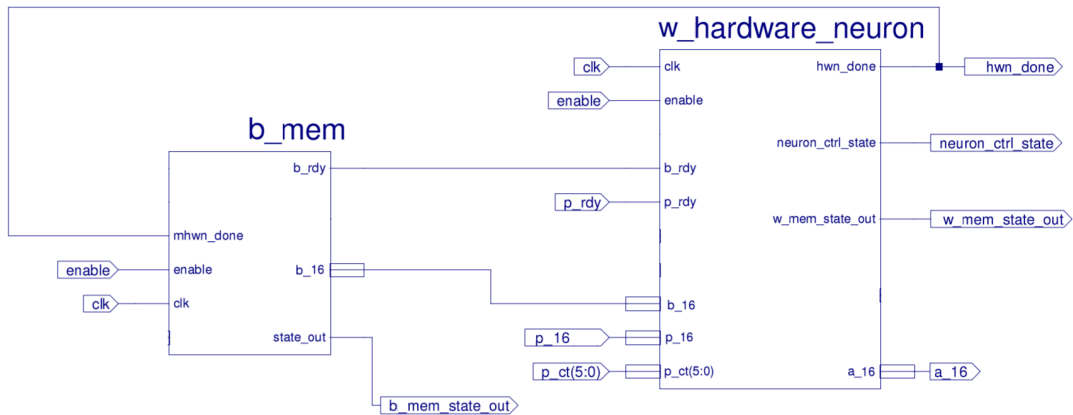 w_hardware_neuron
clk
clk
hwn_done
hwn_done
enable
enable
b_mem
neuron_ctrl_state
neuron_ctrl_state
b_rdy
b_rdy
p_rdy
p_rdy
w_mem_state_out
w_mem_state_out
mhwn_done
enable
enable
b_16
clk
clk
b_16
state_out
p_16
p_16
p_ct(5:0)
p_ct(5:0)
a_16
a_16
b_mem_state_out